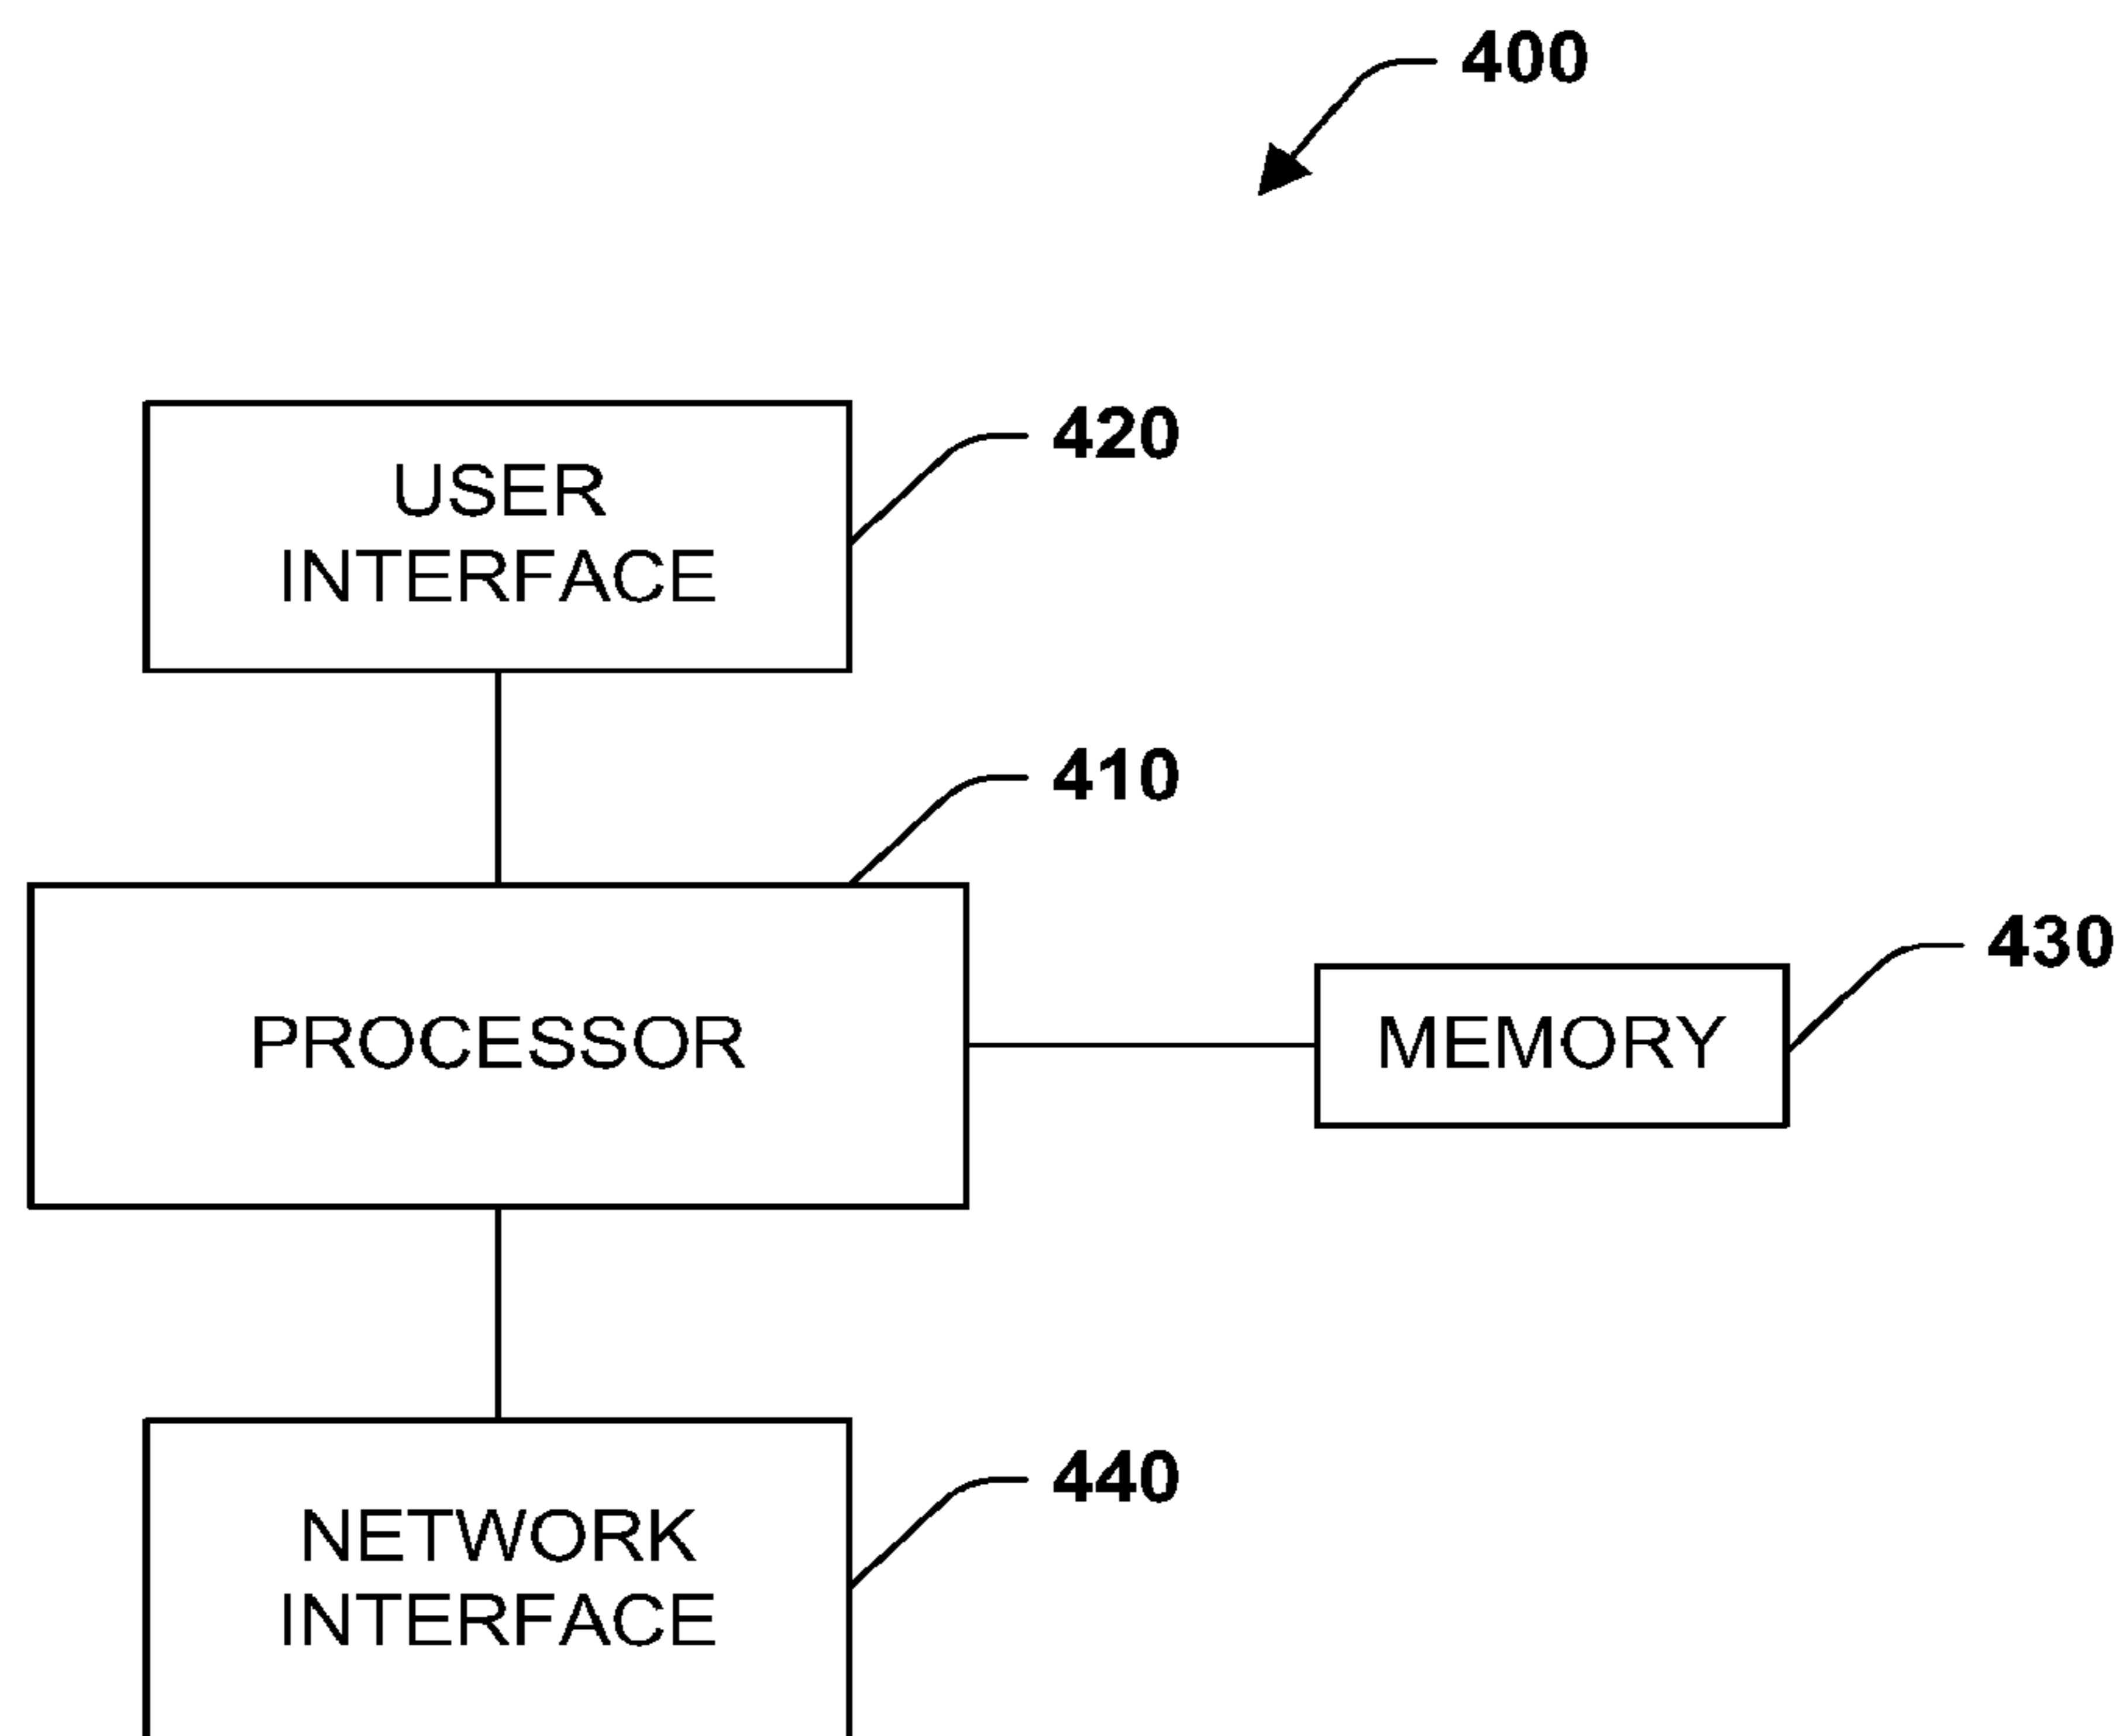 400
USER
INTERFACE
420
410
PROCESSOR
MEMORY
430
NETWORK
INTERFACE
440